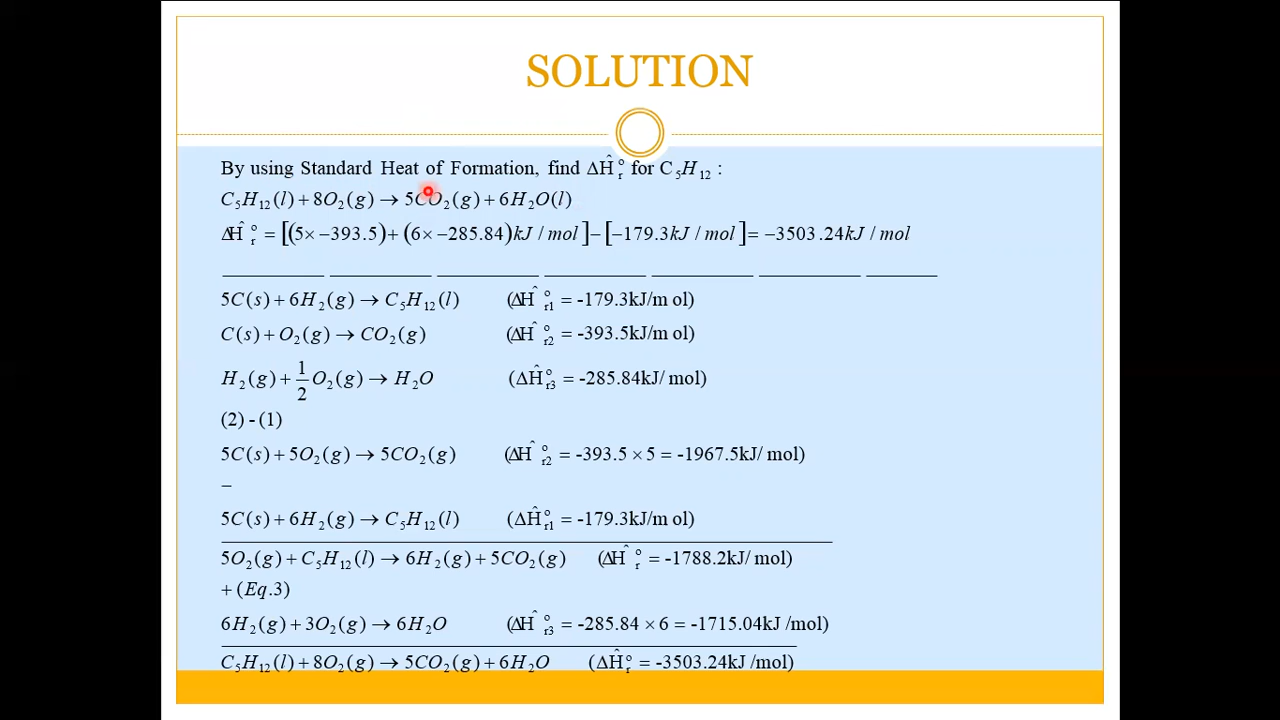 SOLUTION
By using Standard Heat of Formation, find ΔĤ°r for C5H12 :
C5H12(l) + 8O2(g) → 5CO2(g) + 6H2O(l)
ΔĤ°r = [(5× −393.5)+ (6× −285.84)kJ / mol]−[−179.3kJ / mol]= −3503.24kJ / mol
5C(s) + 6H2(g) → C5H12(l) (ΔĤ°r1 = -179.3kJ/m ol)
C(s) + O2(g) → CO2(g) (ΔĤ°r2 = -393.5kJ/m ol)
H2(g) + 1/2 O2(g) → H2O (ΔĤ°r3 = -285.84kJ/ mol)
(2) - (1)
5C(s) + 5O2(g) → 5CO2(g) (ΔĤ°r2 = -393.5 × 5 = -1967.5kJ/ mol)
−
5C(s) + 6H2(g) → C5H12(l) (ΔĤ°r1 = -179.3kJ/m ol)
5O2(g) + C5H12(l) → 6H2(g) + 5CO2(g) (ΔĤ°r = -1788.2kJ/ mol)
+ (Eq.3)
6H2(g) + 3O2(g) → 6H2O (ΔĤ°r3 = -285.84 × 6 = -1715.04kJ /mol)
C5H12(l) + 8O2(g) → 5CO2(g) + 6H2O (ΔĤ°r = -3503.24kJ /mol)